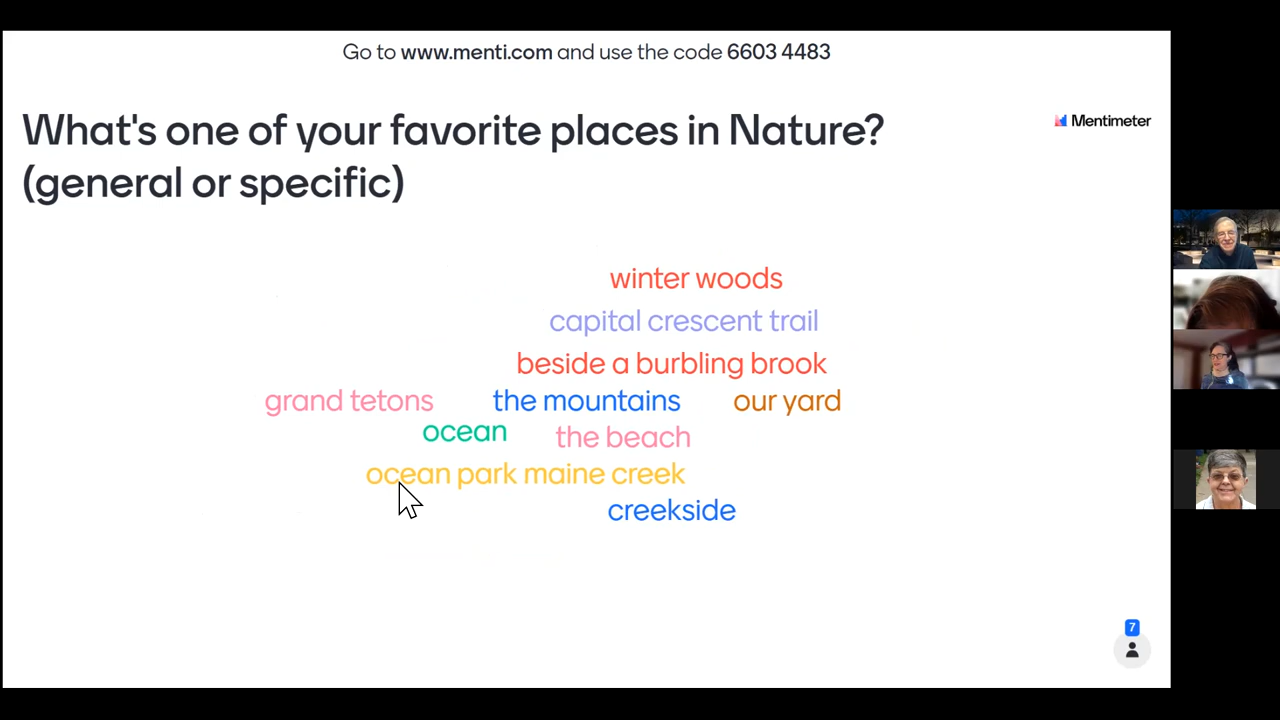 Go to www.menti.com and use the code 6603 4483
What's one of your favorite places in Nature?
(general or specific)
Mentimeter
winter woods
capital crescent trail
beside a burbling brook
grand tetons the mountains our yard
ocean the beach
ocean park maine creek
creekside
7